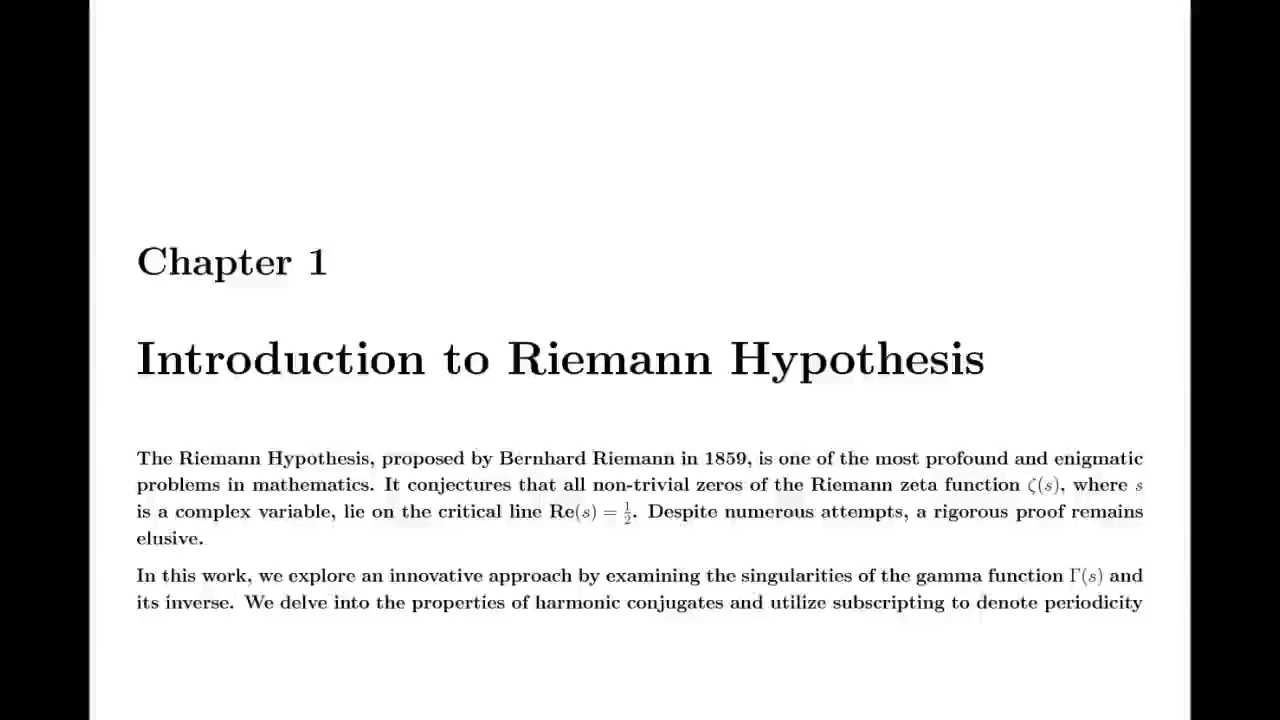 Chapter 1
Introduction to Riemann Hypothesis
The Riemann Hypothesis, proposed by Bernhard Riemann in 1859, is one of the most profound and enigmatic
problems in mathematics. It conjectures that all non-trivial zeros of the Riemann zeta function ζ(s), where s
is a complex variable, lie on the critical line Re(s) = 1/2. Despite numerous attempts, a rigorous proof remains
elusive.
In this work, we explore an innovative approach by examining the singularities of the gamma function Γ(s) and
its inverse. We delve into the properties of harmonic conjugates and utilize subscripting to denote periodicity